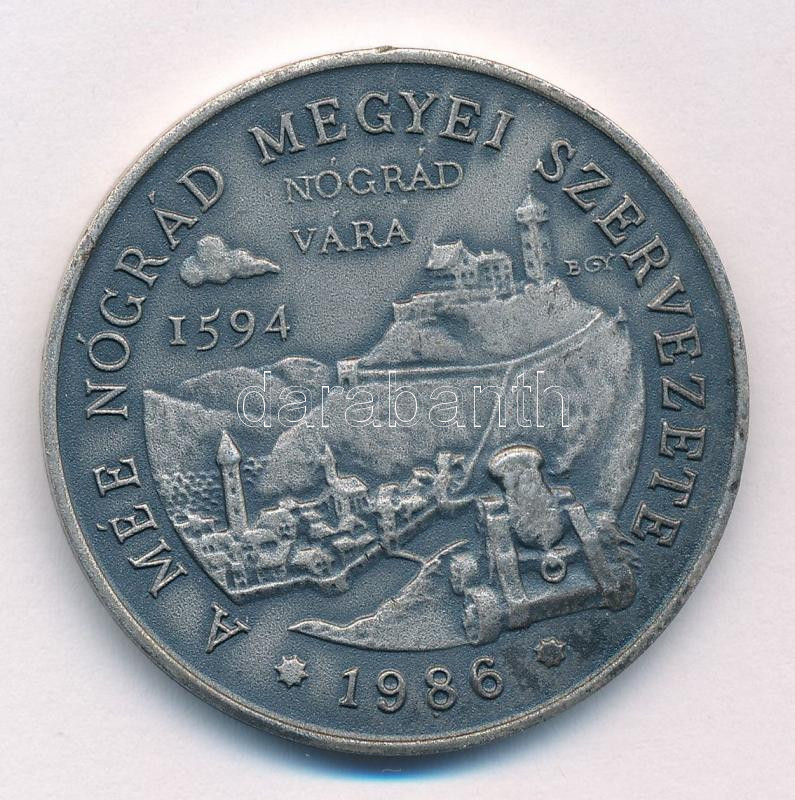 A MÉE NÓGRÁD MEGYEI SZERVEZETE
NÓGRÁD
VÁRA
BGY
1594
darabanth
* 1986 *